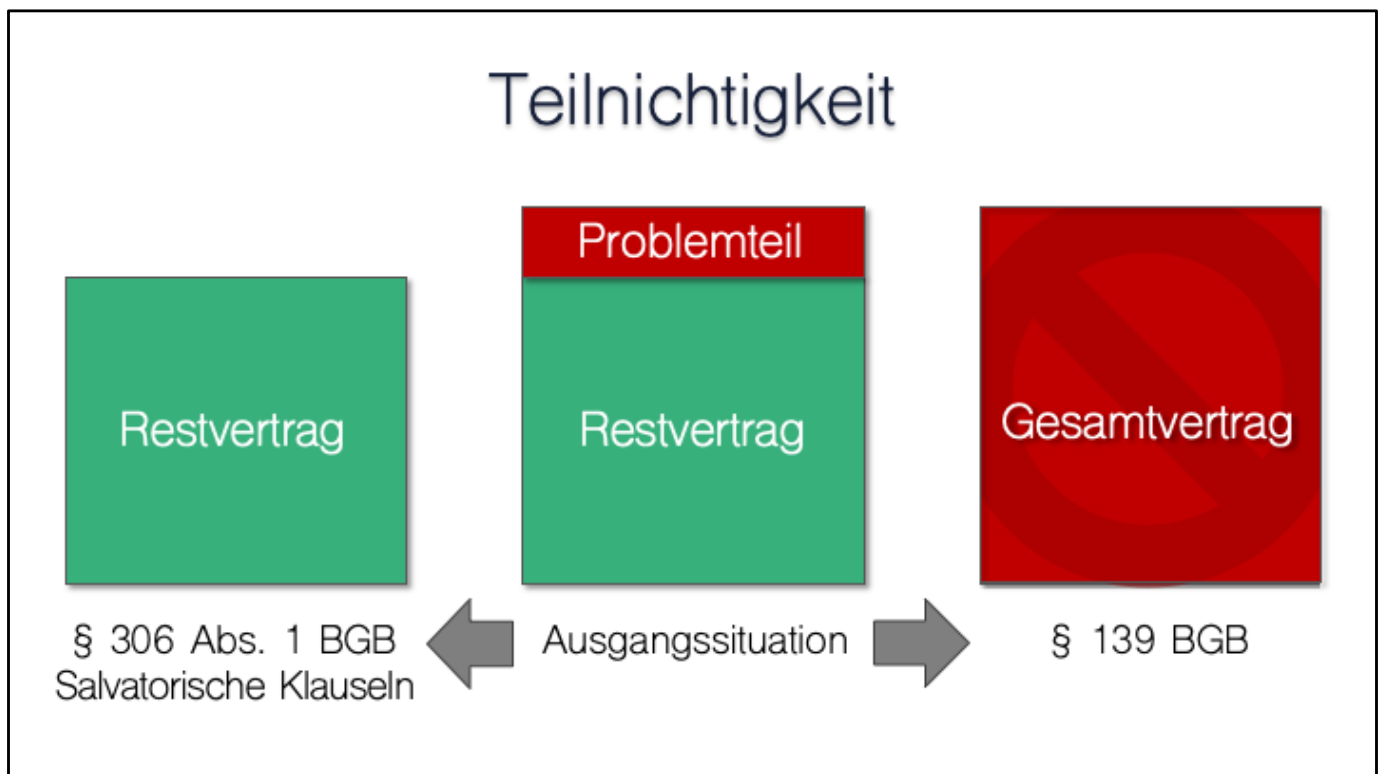 Teilnichtigkeit
Restvertrag
Problemteil
Restvertrag
Gesamtvertrag
§ 306 Abs. 1 BGB
Salvatorische Klauseln
Ausgangssituation
§ 139 BGB